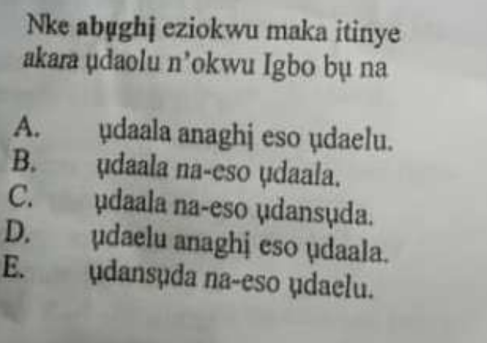 Nke abụghị eziokwu maka itinye
akara ụdaolu n'okwu Igbo bụ na
A. ụdaala anaghị eso ụdaelu.
B. ụdaala na-eso ụdaala.
C. ụdaala na-eso ụdansụda.
D. ụdaelu anaghị eso ụdaala.
E. ụdansụda na-eso ụdaelu.